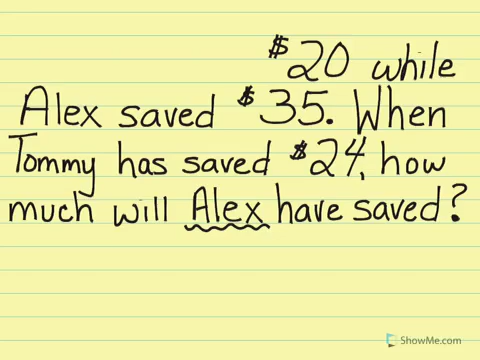 $20 while
Alex saved $35. When
Tommy has saved $24, how
much will Alex have saved?
ShowMe.com